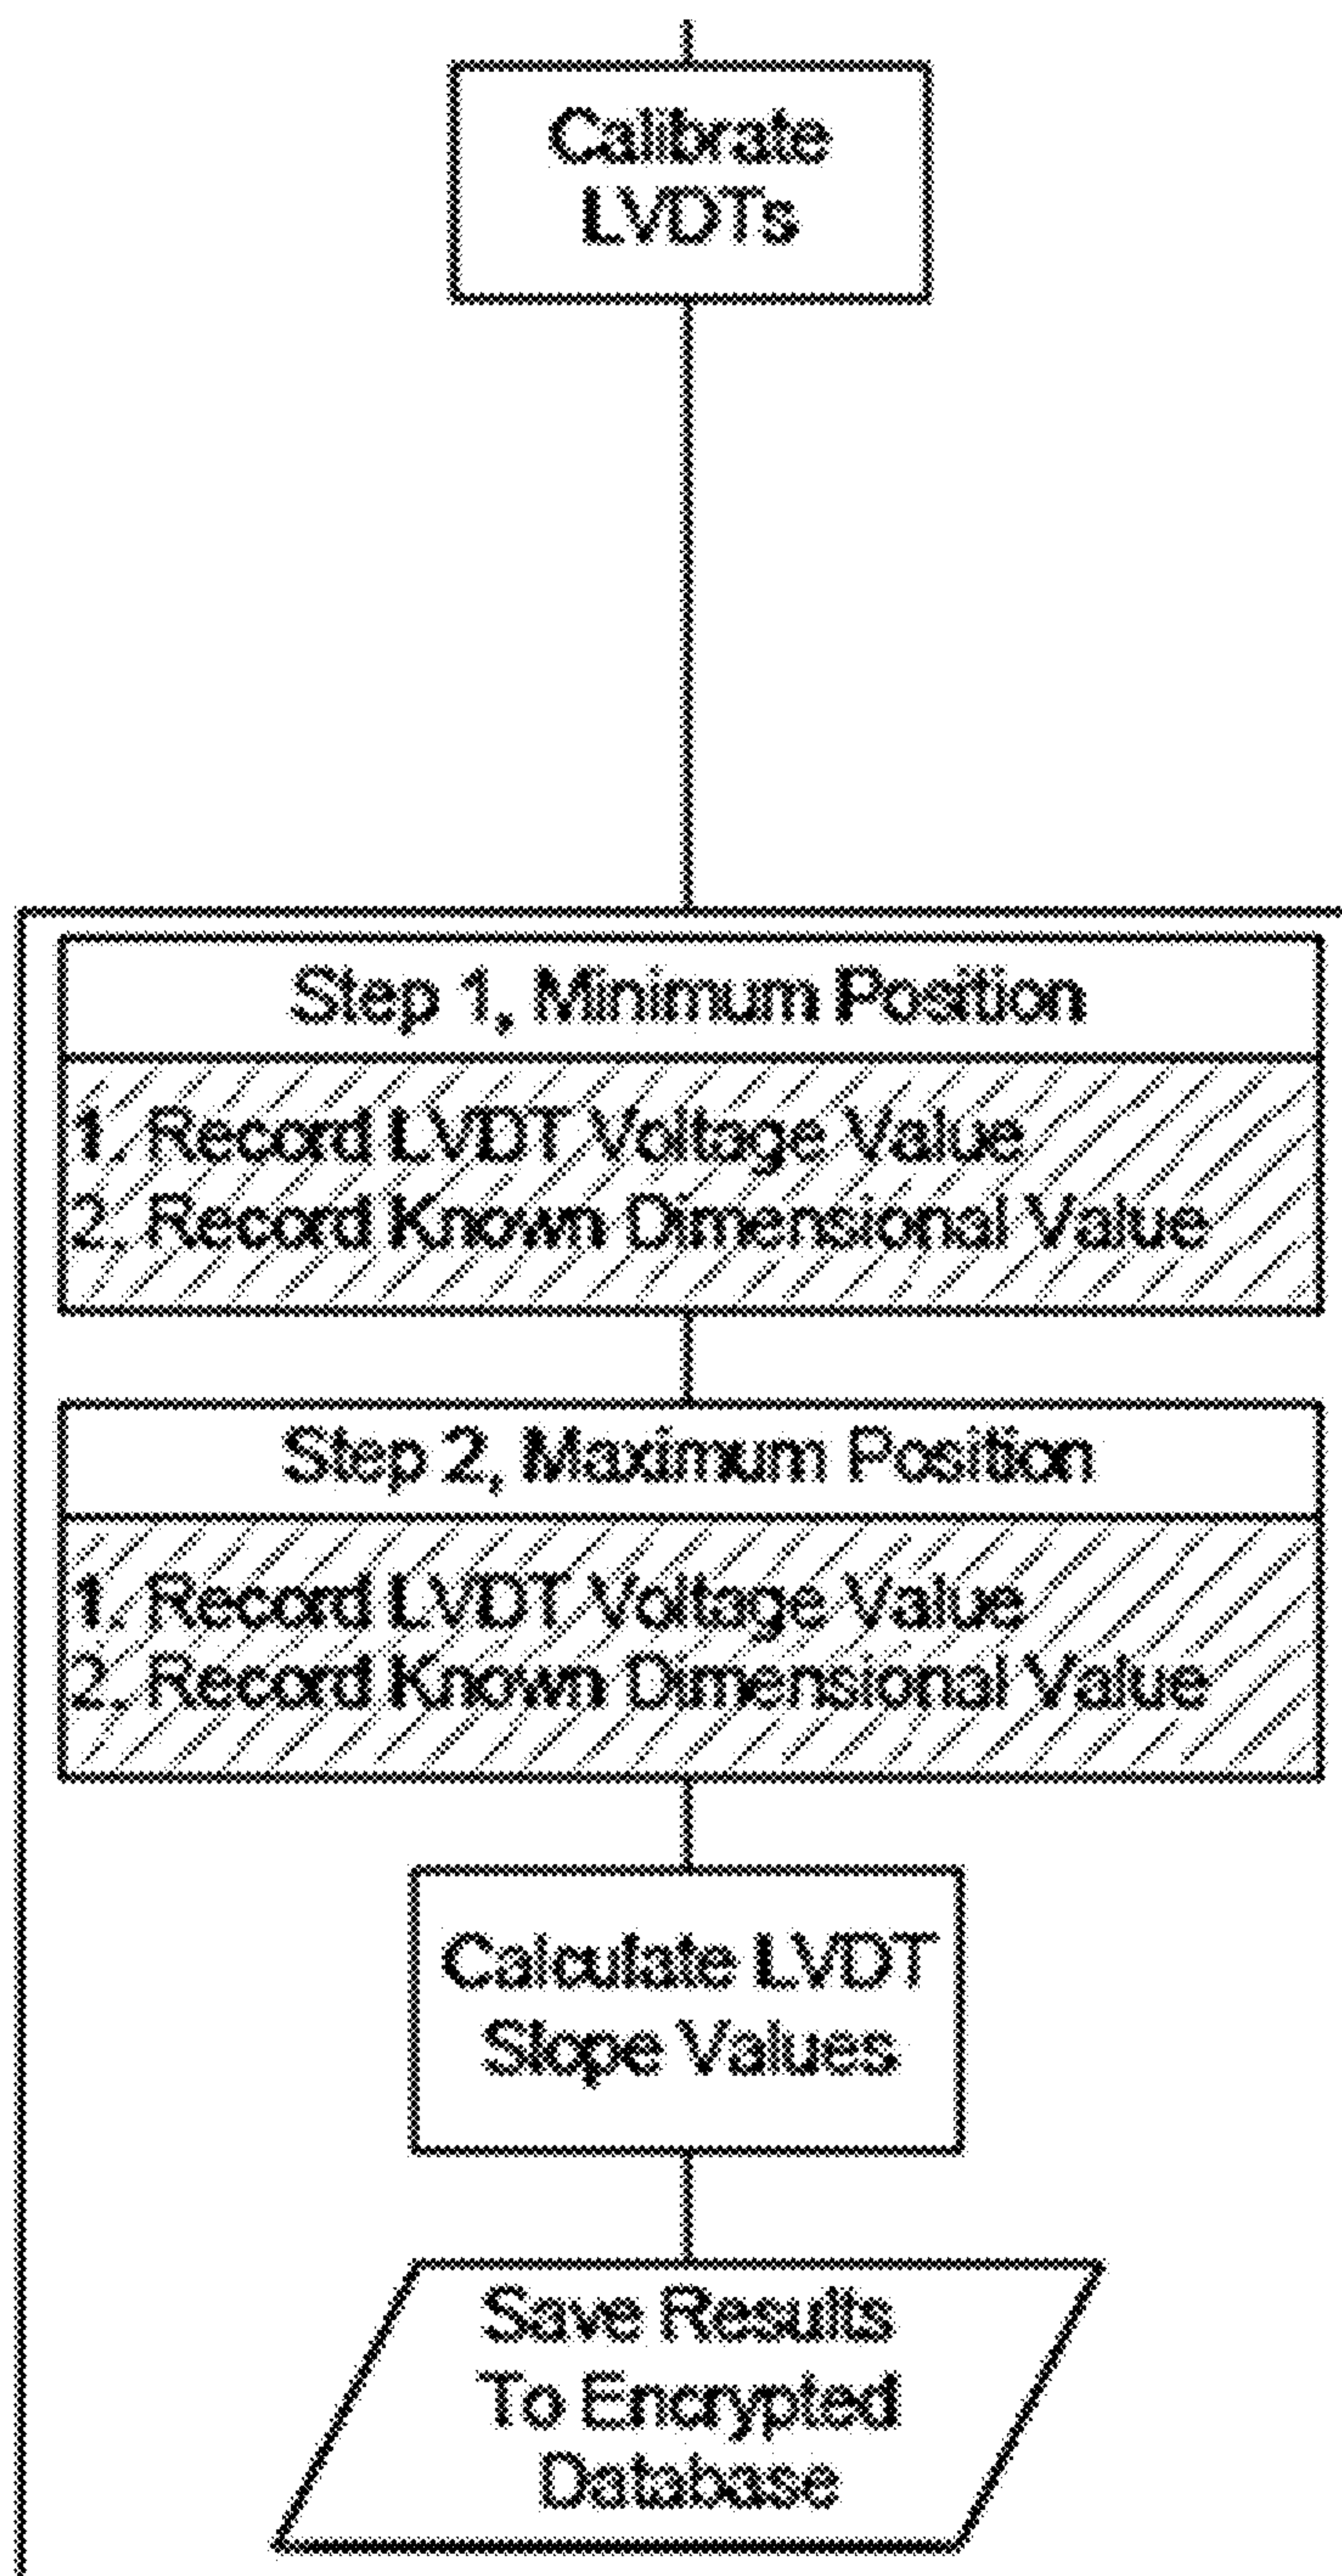 Calibrate
LVDTs
Step 1, Minimum Position
1. Record LVDT Voltage Value
2. Record Known Dimensional Value
Step 2, Maximum Position
1. Record LVDT Voltage Value
2. Record Known Dimensional Value
Calculate LVDT
Slope Values
Save Results
To Encrypted
Database